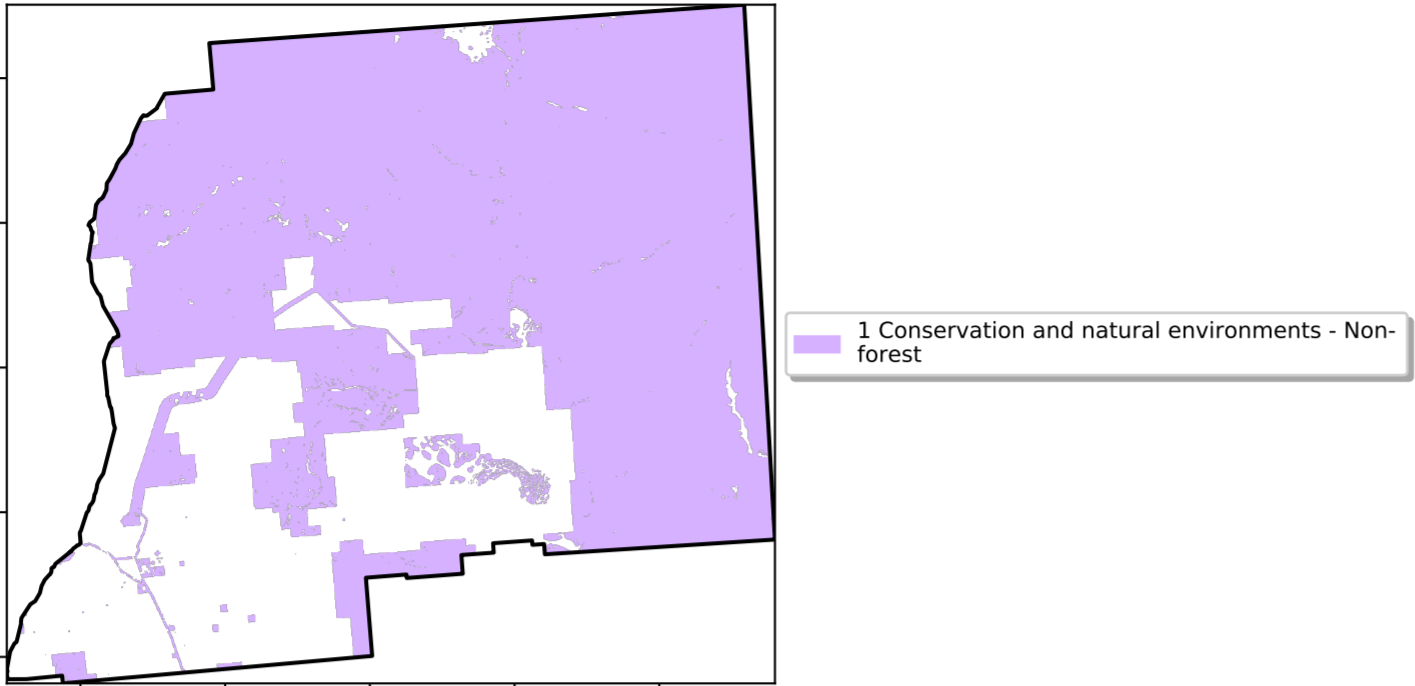 1 Conservation and natural environments - Non-
forest